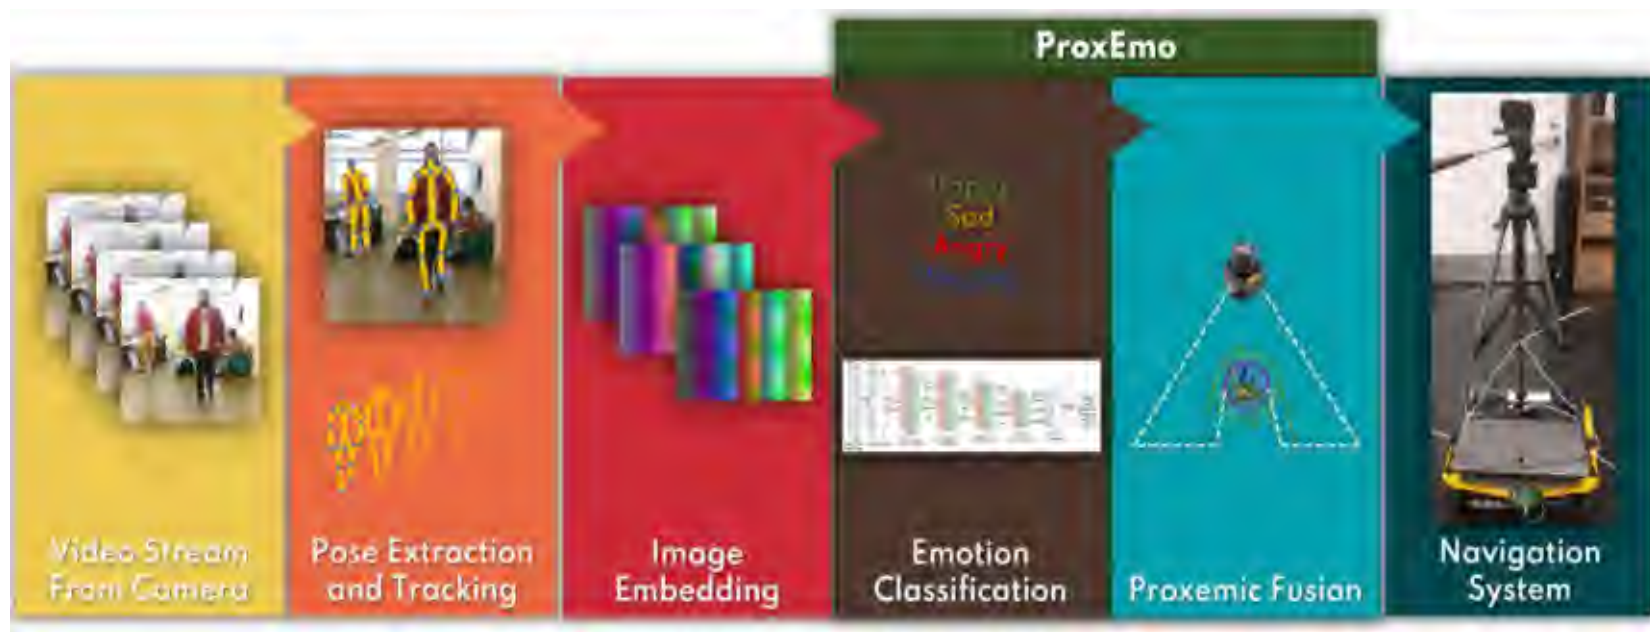 ProxEmo
Sad
Angry
Video Stream
From Camera
Pose Extraction
and Tracking
Image
Embedding
Emotion
Classification
Proxemic Fusion
Navigation
System